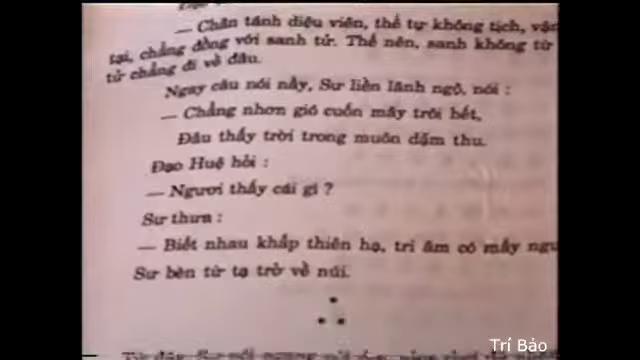 — Chân tánh diệu viên, thể tự không tịch,
tại, chẳng đồng với sanh tử. Thế nên, sanh không từ
tử chẳng đi về đâu.
Ngay câu nói nầy, Sư liền lãnh ngộ, nói :
— Chẳng nhơn gió cuốn mây trôi hết,
Đâu thấy trời trong muôn dặm thu.
Đạo Huệ hỏi :
— Ngươi thấy cái gì ?
Sư thưa :
— Biết nhau khắp thiên hạ, tri âm có mấy
Sư bèn từ tạ trở về núi.
Trí Bảo